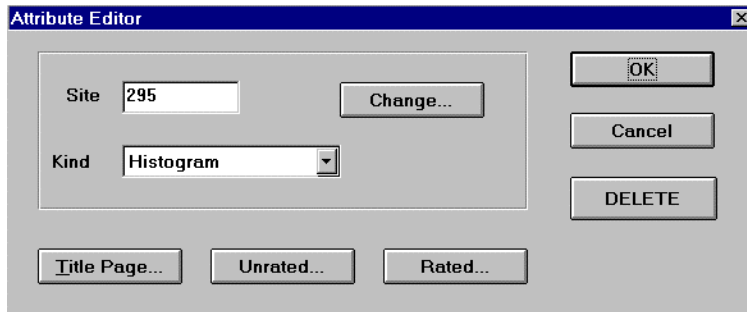 Attribute Editor
Site 295 Change...
Kind Histogram
OK
Cancel
DELETE
Title Page... Unrated... Rated...